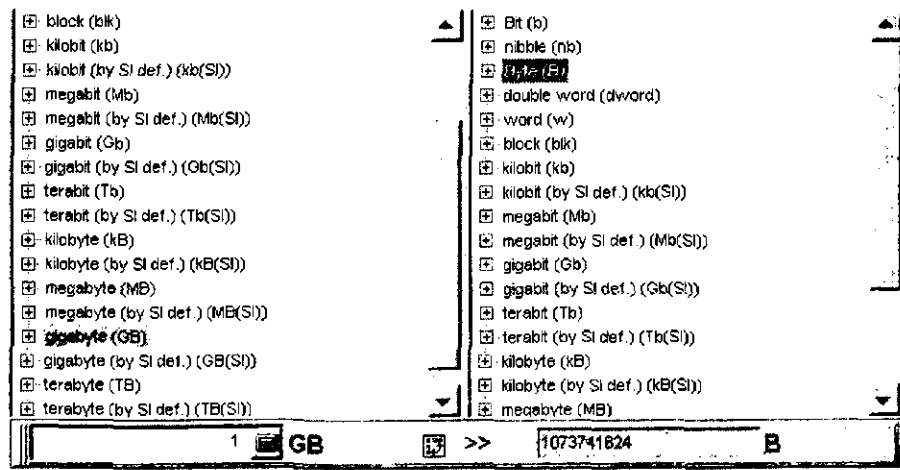 block (blk)
kilobit (kb)
kilobit (by SI def.) (kb(SI))
megabit (Mb)
megabit (by SI def.) (Mb(SI))
gigabit (Gb)
gigabit (by SI def.) (Gb(SI))
terabit (Tb)
terabit (by SI def.) (Tb(SI))
kilobyte (kB)
kilobyte (by SI def.) (kB(SI))
megabyte (MB)
megabyte (by SI def.) (MB(SI))
gigabyte (GB)
gigabyte (by SI def.) (GB(SI))
terabyte (TB)
terabyte (by SI def.) (TB(SI))
Bit (b)
nibble (nb)
Byte (B)
double word (dword)
word (w)
block (blk)
kilobit (kb)
kilobit (by SI def.) (kb(SI))
megabit (Mb)
megabit (by SI def.) (Mb(SI))
gigabit (Gb)
gigabit (by SI def.) (Gb(SI))
terabit (Tb)
terabit (by SI def.) (Tb(SI))
kilobyte (kB)
kilobyte (by SI def.) (kB(SI))
megabyte (MB)
1 GB >> 1073741824 B